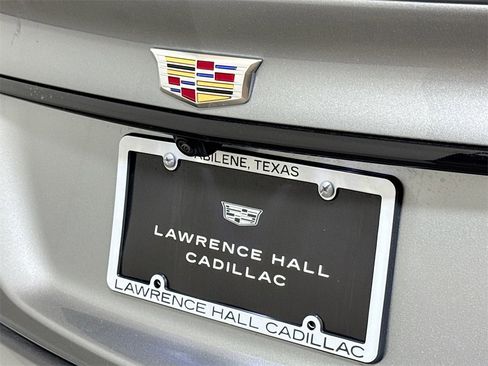 ABILENE, TEXAS
LAWRENCE HALL
CADILLAC
LAWRENCE HALL CADILLAC